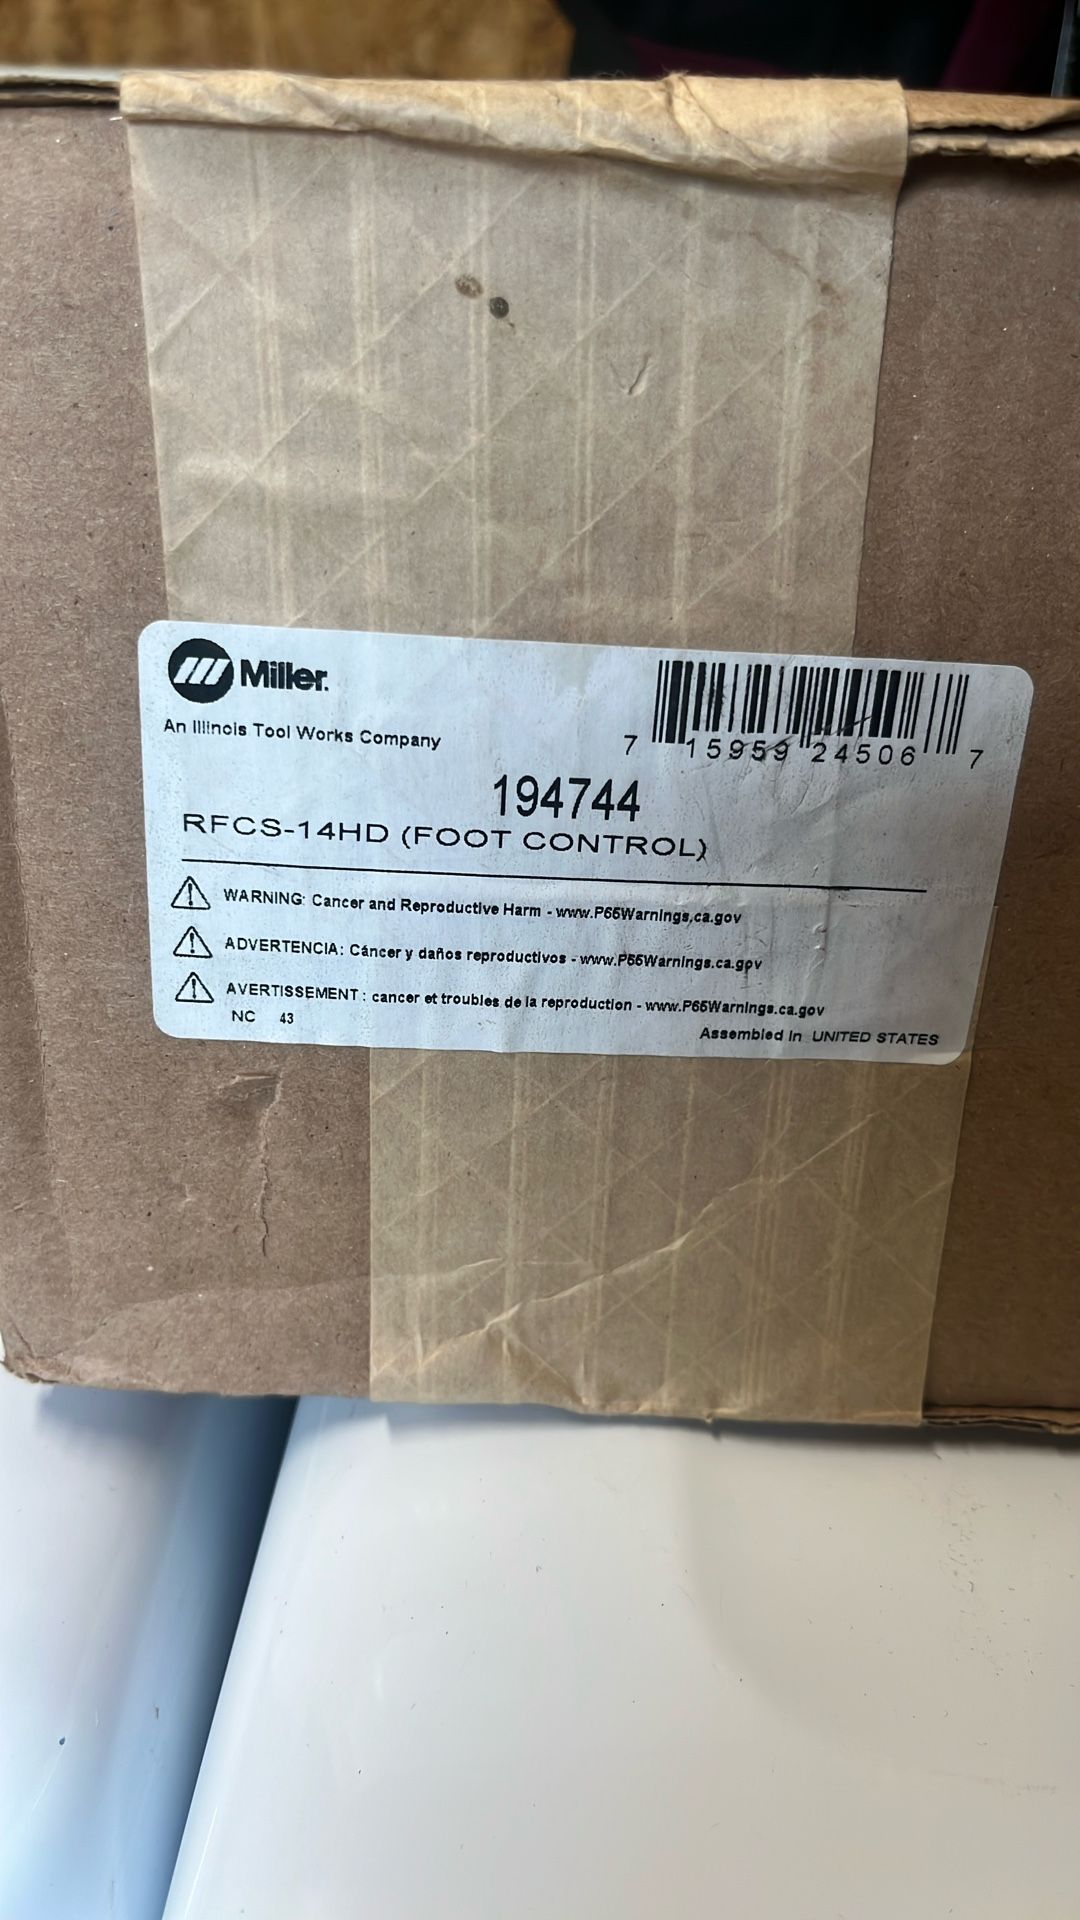 Miller.
An Illinois Tool Works Company
7 15959 24506 7
194744
RFCS-14HD (FOOT CONTROL)
WARNING: Cancer and Reproductive Harm - www.P65Warnings.ca.gov
ADVERTENCIA: Cáncer y daños reproductivos - www.P65Warnings.ca.gov
AVERTISSEMENT : cancer et troubles de la reproduction - www.P65Warnings.ca.gov
NC 43
Assembled in UNITED STATES